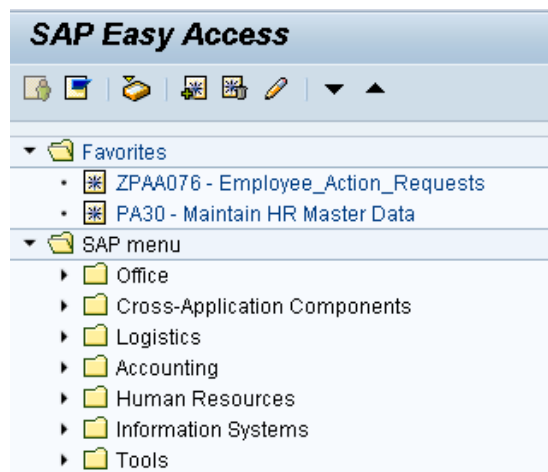 SAP Easy Access
Favorites
ZPAA076 - Employee_Action_Requests
PA30 - Maintain HR Master Data
SAP menu
Office
Cross-Application Components
Logistics
Accounting
Human Resources
Information Systems
Tools